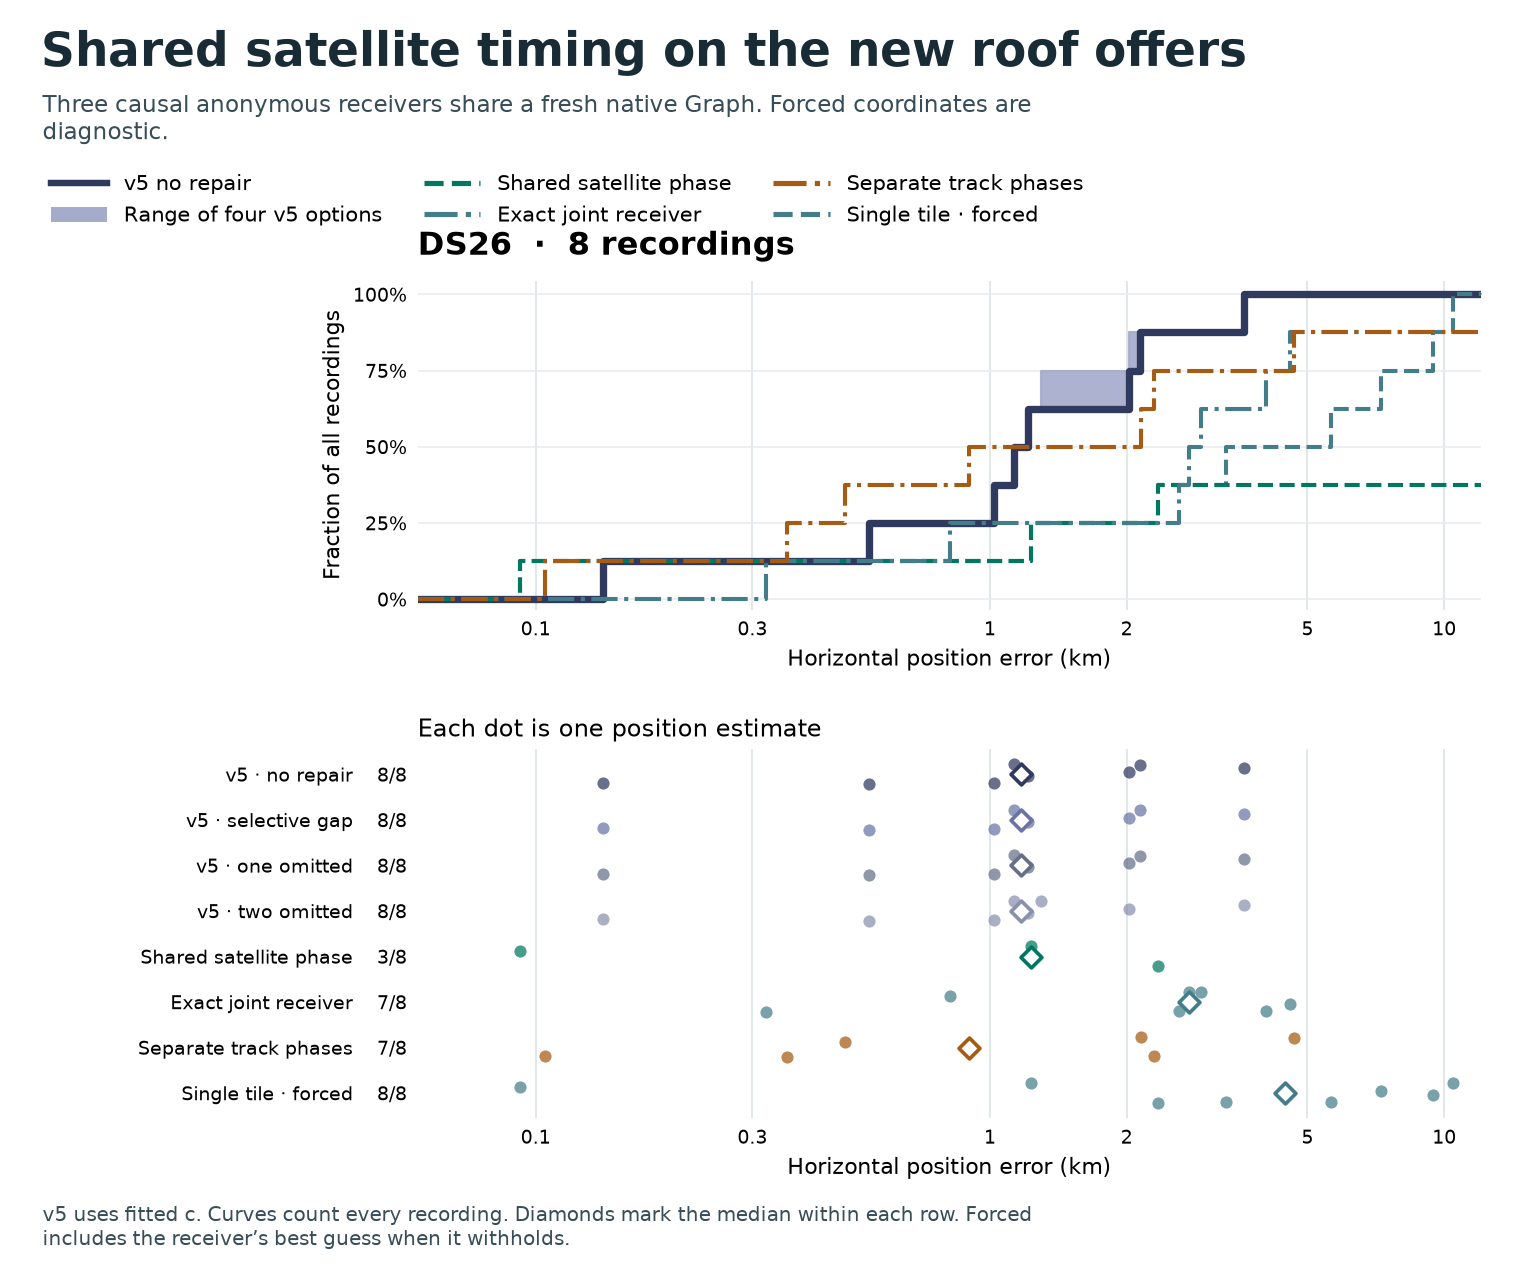 Shared satellite timing on the new roof offers
Three causal anonymous receivers share a fresh native Graph. Forced coordinates are
diagnostic.
v5 no repair
Shared satellite phase
Separate track phases
Range of four v5 options
Exact joint receiver
Single tile · forced
DS26 · 8 recordings
Fraction of all recordings
100%
75%
50%
25%
0%
0.1 0.3 1 2 5 10
Horizontal position error (km)
Each dot is one position estimate
v5 · no repair 8/8
v5 · selective gap 8/8
v5 · one omitted 8/8
v5 · two omitted 8/8
Shared satellite phase 3/8
Exact joint receiver 7/8
Separate track phases 7/8
Single tile · forced 8/8
0.1 0.3 1 2 5 10
Horizontal position error (km)
v5 uses fitted c. Curves count every recording. Diamonds mark the median within each row. Forced
includes the receiver’s best guess when it withholds.